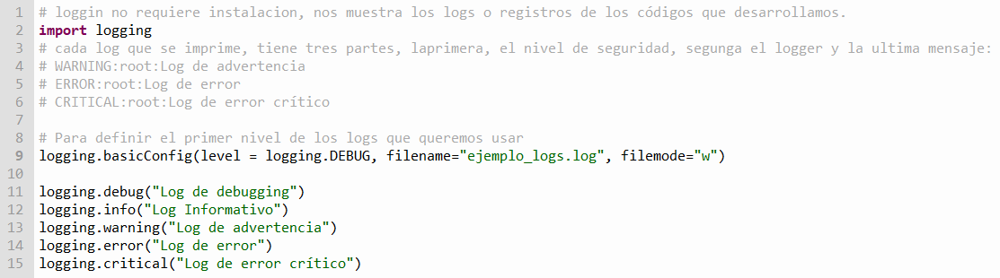 1 # loggin no requiere instalacion, nos muestra los logs o registros de los códigos que desarrollamos.
2 import logging
3 # cada log que se imprime, tiene tres partes, laprimera, el nivel de seguridad, segunga el logger y la ultima mensaje:
4 # WARNING:root:Log de advertencia
5 # ERROR:root:Log de error
6 # CRITICAL:root:Log de error crítico
7
8 # Para definir el primer nivel de los logs que queremos usar
9 logging.basicConfig(level = logging.DEBUG, filename="ejemplo_logs.log", filemode="w")
10
11 logging.debug("Log de debugging")
12 logging.info("Log Informativo")
13 logging.warning("Log de advertencia")
14 logging.error("Log de error")
15 logging.critical("Log de error crítico")